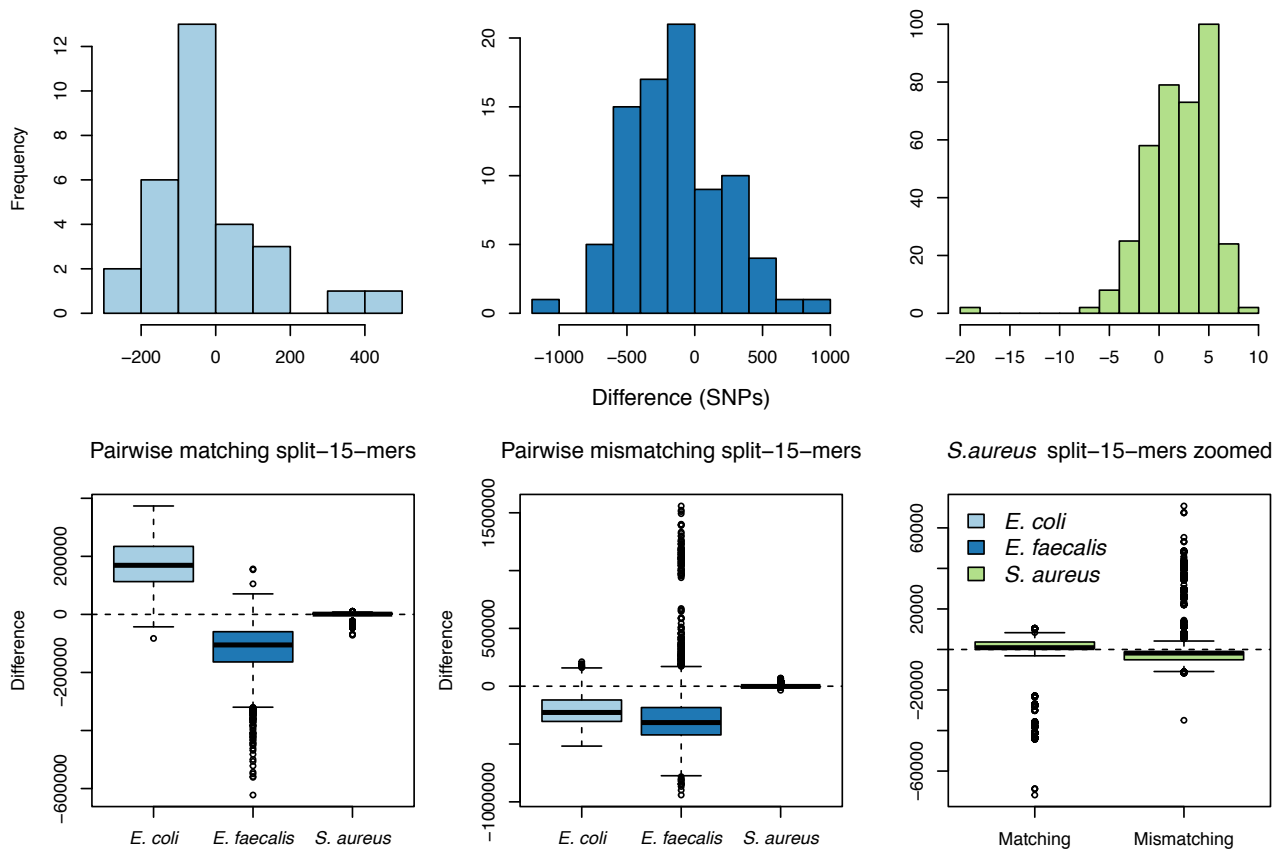 Frequency
0 2 4 6 8 10 12
−200 0 200 400
0 5 10 15 20
−1000 −500 0 500 1000
0 20 40 60 80 100
−20 −15 −10 −5 0 5 10
Difference (SNPs)
Pairwise matching split−15−mers
Difference
−600000 −200000 0 200000
E. coli E. faecalis S. aureus
Pairwise mismatching split−15−mers
Difference
−1000000 0 500000 1500000
E. coli E. faecalis S. aureus
S.aureus split−15−mers zoomed
−60000 −20000 20000 60000
E. coli
E. faecalis
S. aureus
Matching Mismatching